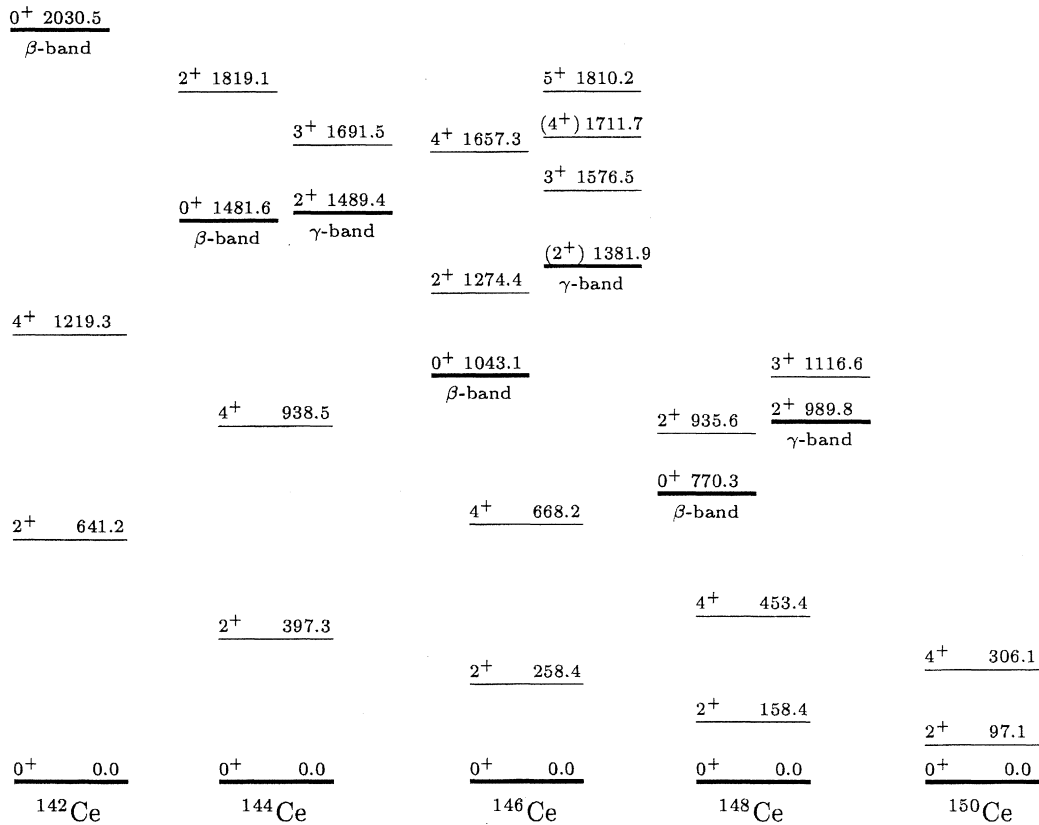 0+ 2030.5
β-band
4+ 1219.3
2+ 641.2
0+ 0.0
142Ce
2+ 1819.1
0+ 1481.6
β-band
3+ 1691.5
2+ 1489.4
γ-band
4+ 938.5
2+ 397.3
0+ 0.0
144Ce
4+ 1657.3
2+ 1274.4
0+ 1043.1
β-band
5+ 1810.2
(4+) 1711.7
3+ 1576.5
(2+) 1381.9
γ-band
4+ 668.2
2+ 258.4
0+ 0.0
146Ce
2+ 935.6
0+ 770.3
β-band
3+ 1116.6
2+ 989.8
γ-band
4+ 453.4
2+ 158.4
0+ 0.0
148Ce
4+ 306.1
2+ 97.1
0+ 0.0
150Ce